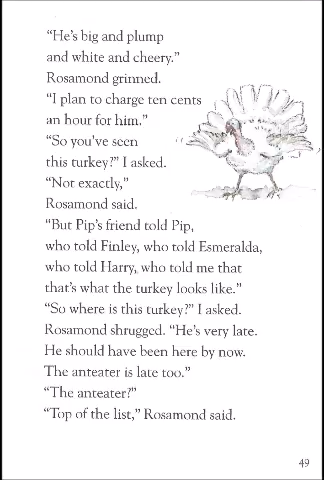 “He’s big and plump
and white and cheery.”
Rosamond grinned.
“I plan to charge ten cents
an hour for him.”
“So you’ve seen
this turkey?” I asked.
“Not exactly,”
Rosamond said.
“But Pip’s friend told Pip,
who told Finley, who told Esmeralda,
who told Harry, who told me that
that’s what the turkey looks like.”
“So where is this turkey?” I asked.
Rosamond shrugged. “He’s very late.
He should have been here by now.
The anteater is late too.”
“The anteater?”
“Top of the list,” Rosamond said.
49